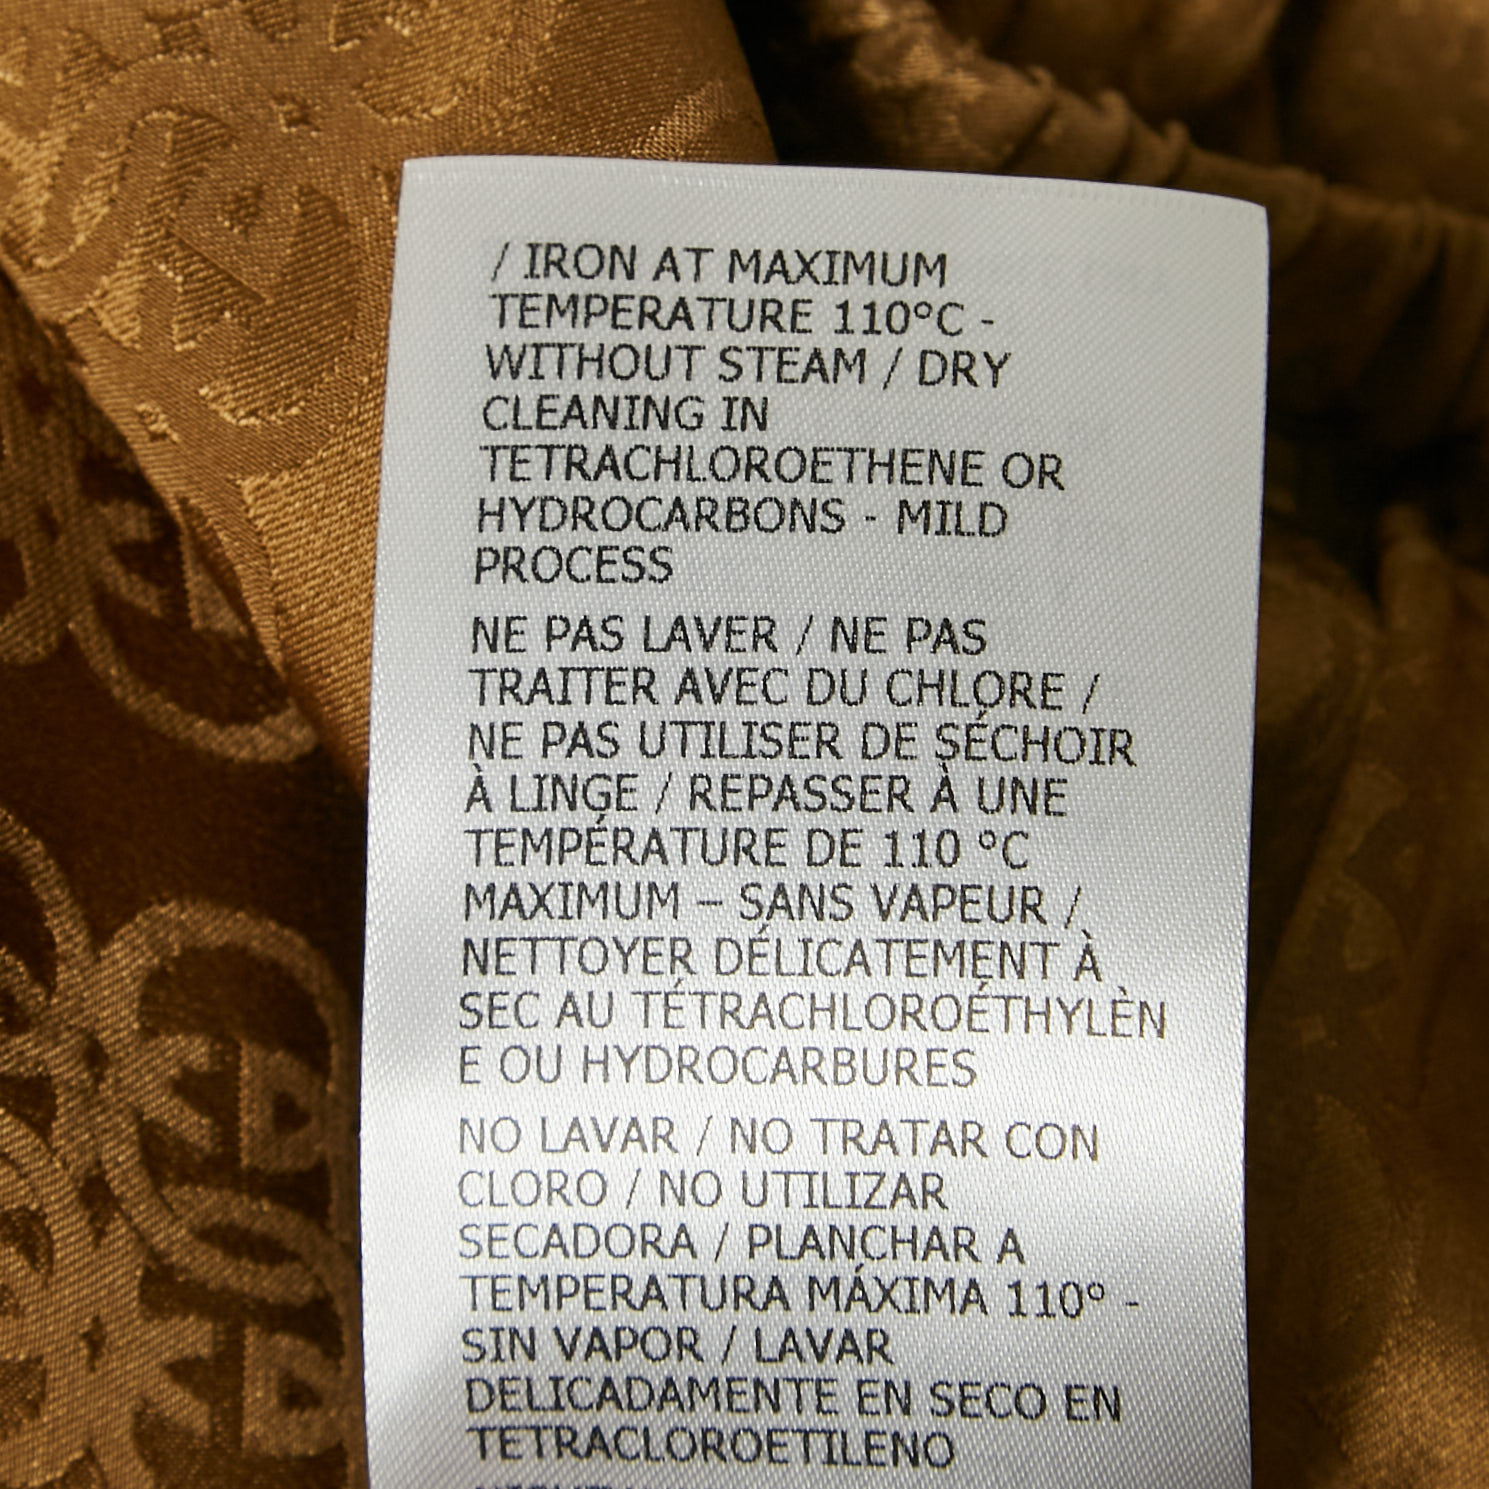 / IRON AT MAXIMUM
TEMPERATURE 110°C -
WITHOUT STEAM / DRY
CLEANING IN
TETRACHLOROETHENE OR
HYDROCARBONS - MILD
PROCESS
NE PAS LAVER / NE PAS
TRAITER AVEC DU CHLORE /
NE PAS UTILISER DE SÉCHOIR
À LINGE / REPASSER À UNE
TEMPÉRATURE DE 110 °C
MAXIMUM – SANS VAPEUR /
NETTOYER DÉLICATEMENT À
SEC AU TÉTRACHLOROÉTHYLÈN
E OU HYDROCARBURES
NO LAVAR / NO TRATAR CON
CLORO / NO UTILIZAR
SECADORA / PLANCHAR A
TEMPERATURA MÁXIMA 110° -
SIN VAPOR / LAVAR
DELICADAMENTE EN SECO EN
TETRACLOROETILENO